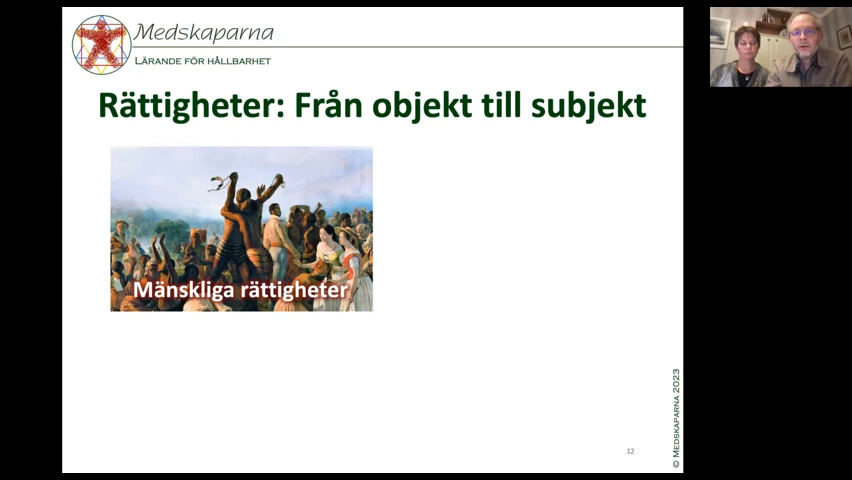 Medskaparna
Lärande för hållbarhet
Rättigheter: Från objekt till subjekt
Mänskliga rättigheter
12
© Medskaparna 2023